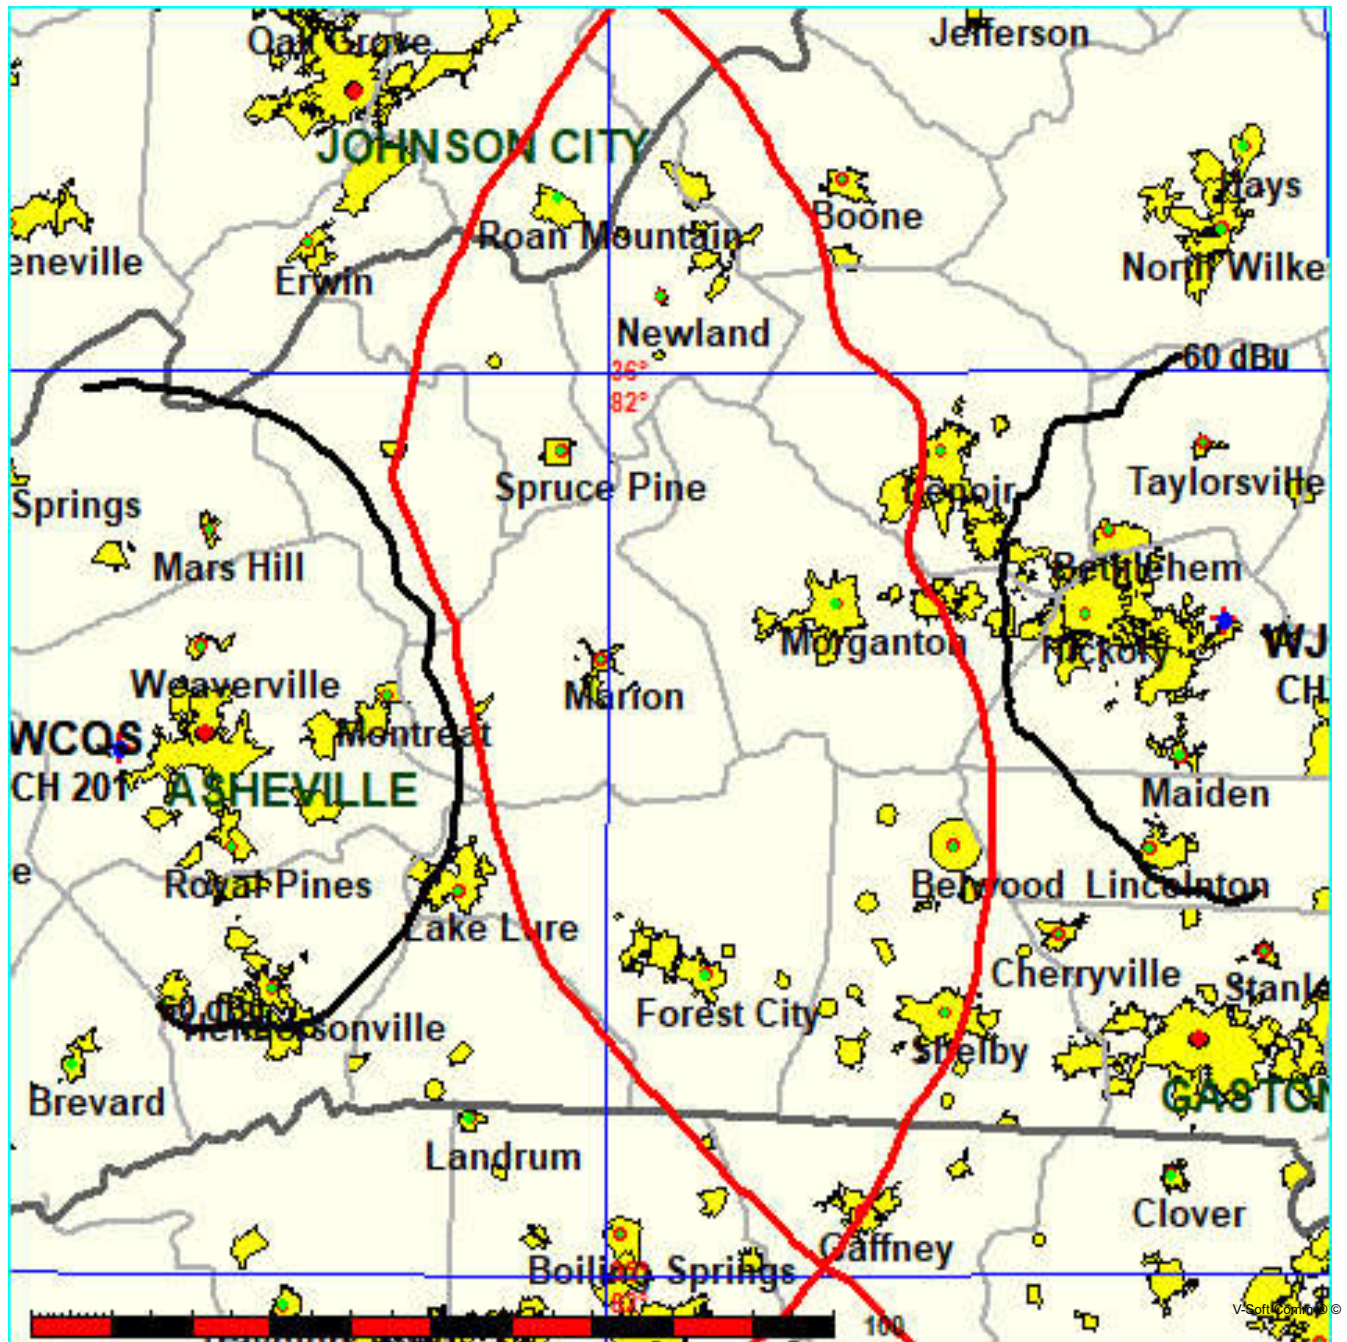 Oak Grove
Jefferson
JOHNSON CITY
Hays
Boone
Roan Mountain
eneville
Erwin
North Wilke
Newland
60 dBu
36°
82°
Spruce Pine
Lenoir
Taylorsville
Springs
Mars Hill
Bethlehem
Morganton
Hickory
WJ
CH
Weaverville
Marion
Montreat
WCQS
CH 201
ASHEVILLE
Maiden
e
Royal Pines
Belwood
Lincolnton
Lake Lure
Cherryville
Stanle
60 dBu
Hendersonville
Forest City
Shelby
Brevard
GASTON
Landrum
Clover
Gaffney
Boiling Springs
100
V-Soft Comm® ©